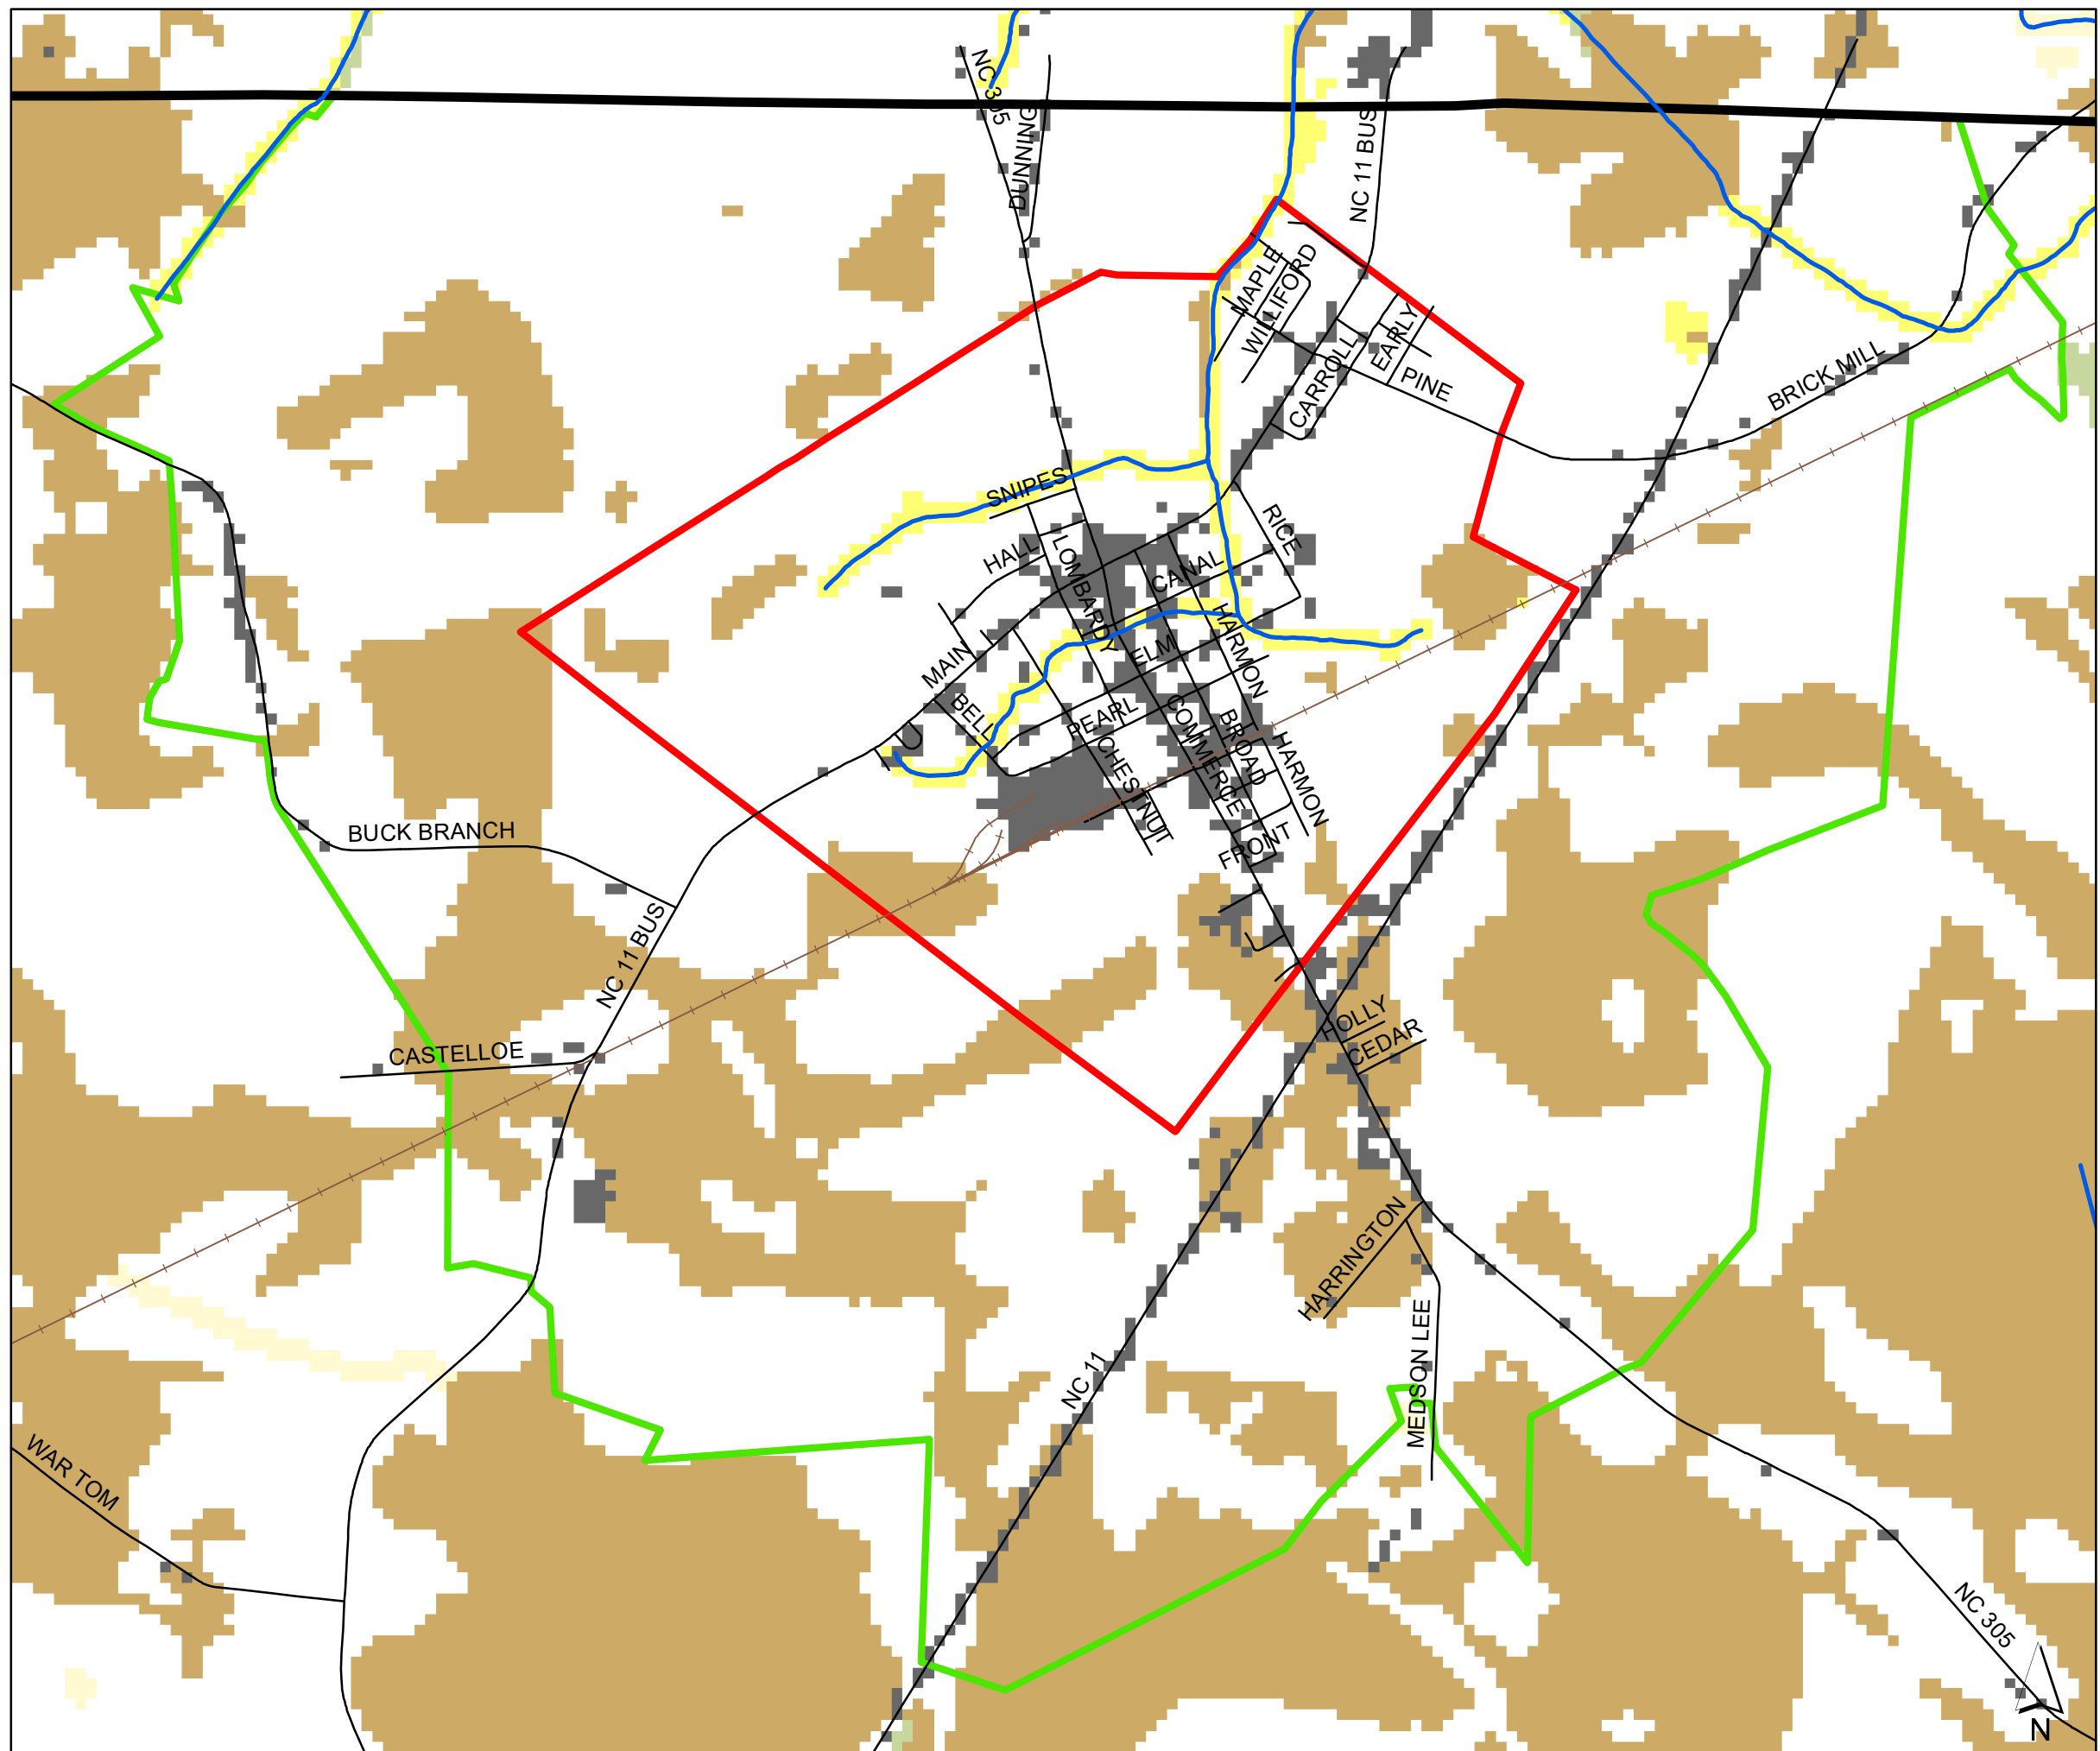 NC 305
DUNNING
NC 11 BUS
MAPLE
WILLIFORD
EARLY
CARROLL
PINE
BRICK MILL
SNIPES
RICE
HALL
LOMBARDY
CANAL
HARMON
ELM
MAIN
BELL
PEARL
COMMERCE
BROAD
HARMON
CHESTNUT
FRONT
BUCK BRANCH
NC 11 BUS
CASTELLOE
HOLLY
CEDAR
HARRINGTON
MEDSON LEE
NC 11
WAR TOM
NC 305
N